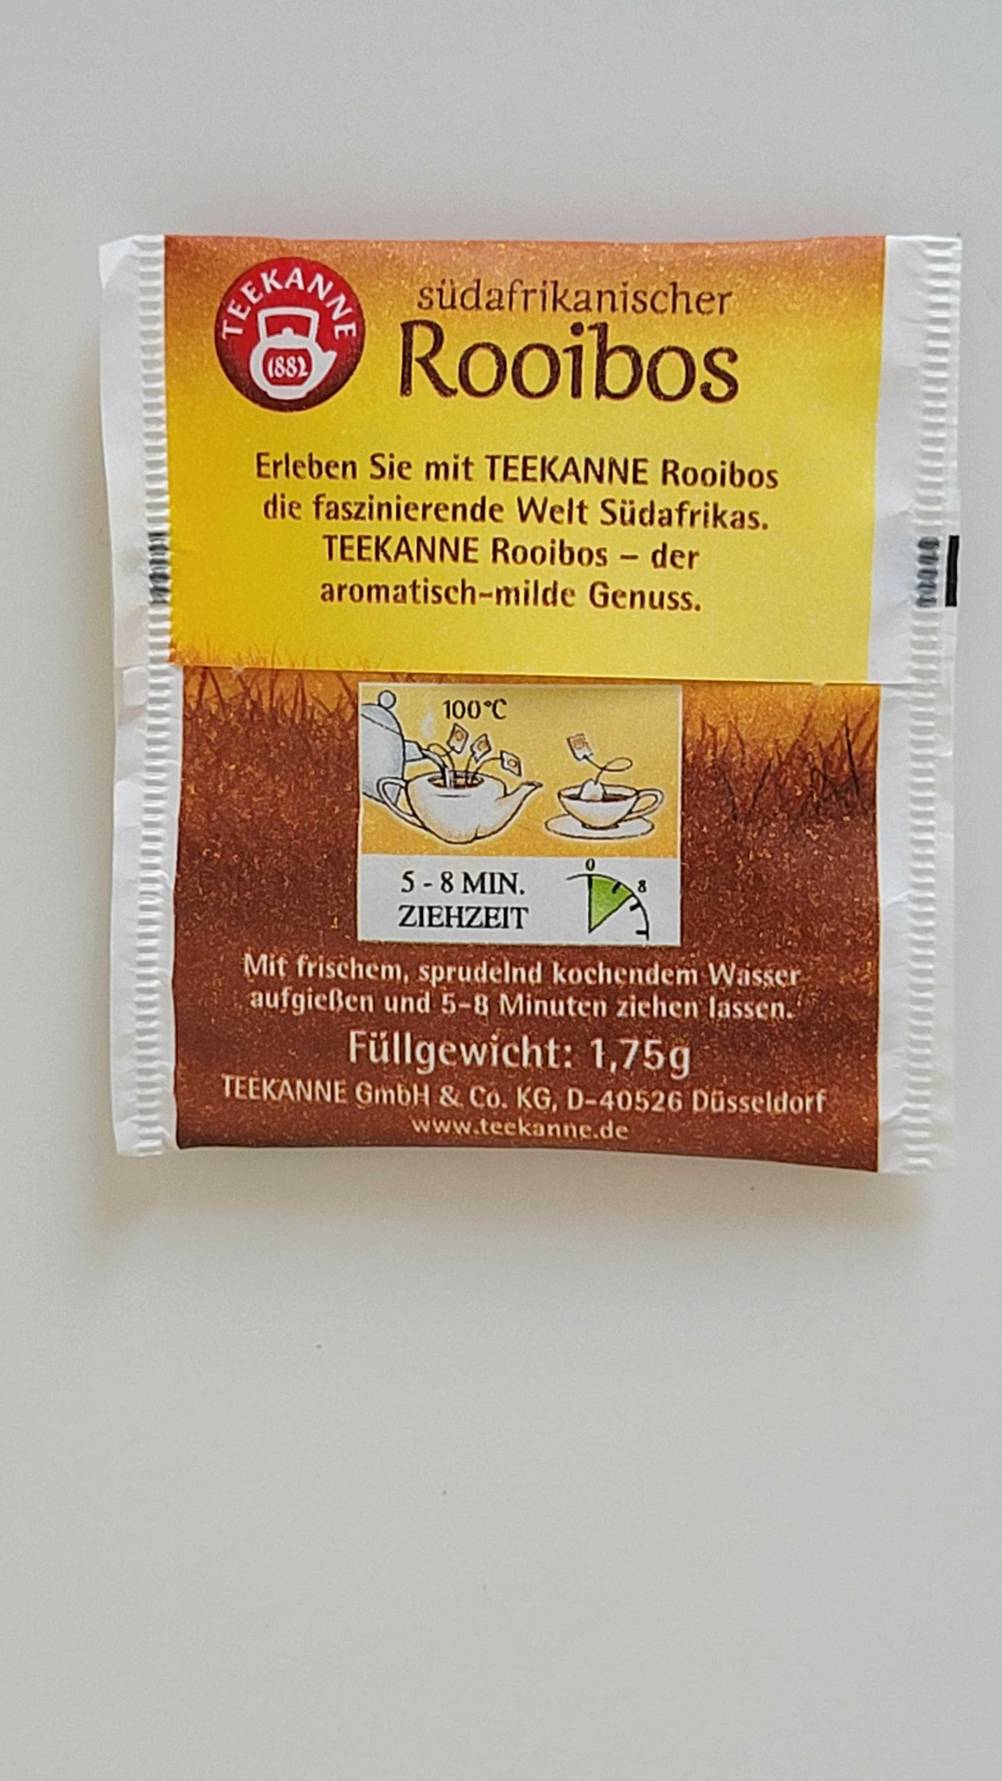 TEEKANNE
1882
südafrikanischer
Rooibos
Erleben Sie mit TEEKANNE Rooibos
die faszinierende Welt Südafrikas.
TEEKANNE Rooibos – der
aromatisch-milde Genuss.
100°C
5 - 8 MIN.
ZIEHZEIT
0
8
Mit frischem, sprudelnd kochendem Wasser
aufgießen und 5-8 Minuten ziehen lassen.
Füllgewicht: 1,75g
TEEKANNE GmbH & Co. KG, D-40526 Düsseldorf
www.teekanne.de